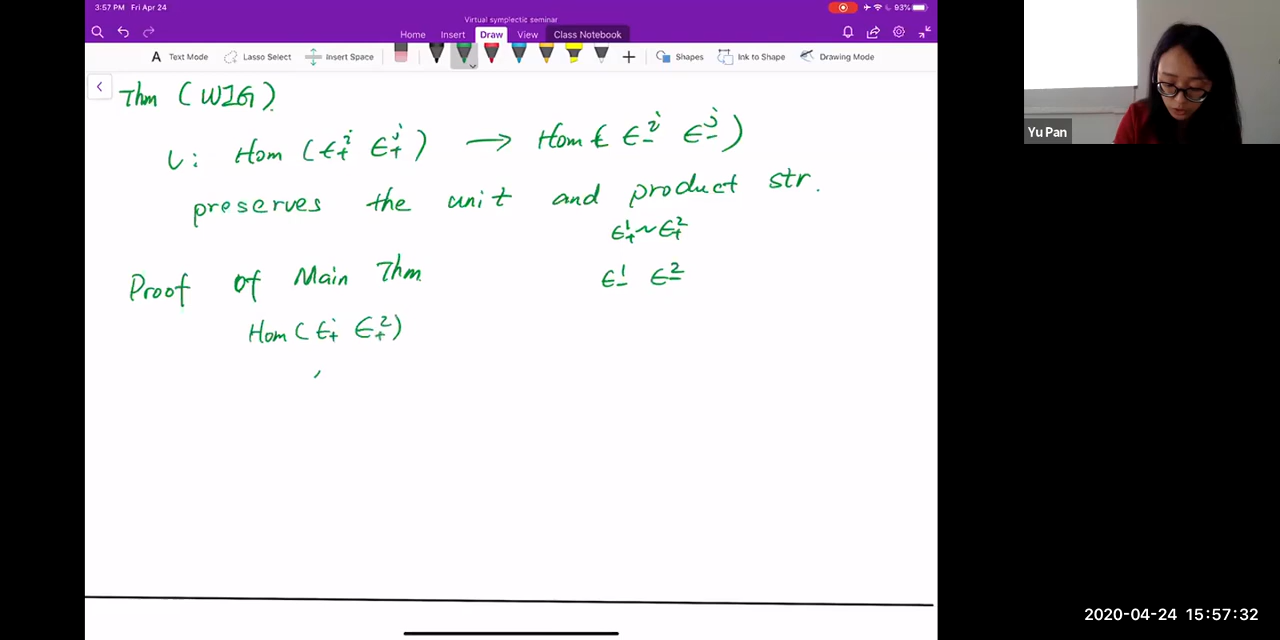 3:57 PM Fri Apr 24
93%
Virtual symplectic seminar
Home Insert Draw View Class Notebook
Text Mode Lasso Select Insert Space Shapes Ink to Shape Drawing Mode
Thm (WIG).
ι: Hom (ϵ₊ⁱ ϵ₊ʲ) → Hom( ϵ₋ⁱ ϵ₋ʲ)
preserves the unit and product str.
ϵ₊¹ ~ ϵ₊²
Proof of Main Thm
ϵ₋¹ ϵ₋²
Hom (ϵ₊¹ ϵ₊²)
Yu Pan
2020-04-24 15:57:32